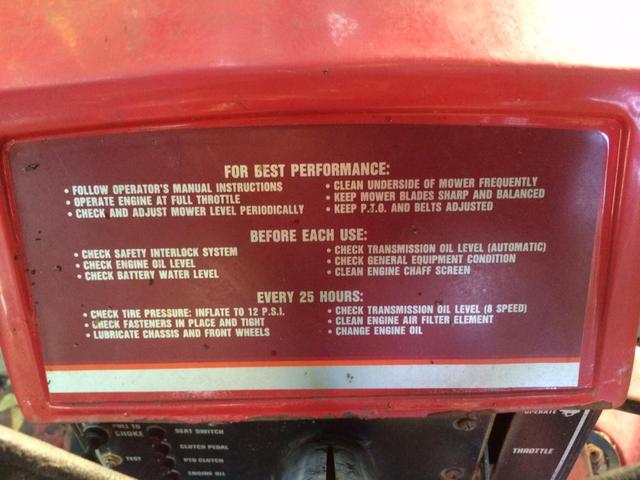 FOR BEST PERFORMANCE:
• FOLLOW OPERATOR'S MANUAL INSTRUCTIONS
• OPERATE ENGINE AT FULL THROTTLE
• CHECK AND ADJUST MOWER LEVEL PERIODICALLY
• CLEAN UNDERSIDE OF MOWER FREQUENTLY
• KEEP MOWER BLADES SHARP AND BALANCED
• KEEP P.T.O. AND BELTS ADJUSTED
BEFORE EACH USE:
• CHECK SAFETY INTERLOCK SYSTEM
• CHECK ENGINE OIL LEVEL
• CHECK BATTERY WATER LEVEL
• CHECK TRANSMISSION OIL LEVEL (AUTOMATIC)
• CHECK GENERAL EQUIPMENT CONDITION
• CLEAN ENGINE CHAFF SCREEN
EVERY 25 HOURS:
• CHECK TIRE PRESSURE: INFLATE TO 12 P.S.I.
• CHECK FASTENERS IN PLACE AND TIGHT
• LUBRICATE CHASSIS AND FRONT WHEELS
• CHECK TRANSMISSION OIL LEVEL (8 SPEED)
• CLEAN ENGINE AIR FILTER ELEMENT
• CHANGE ENGINE OIL
PULL TO
CHOKE
TEST
SEAT SWITCH
CLUTCH PEDAL
PTO CLUTCH
ENGINE OIL
OPERATE
THROTTLE